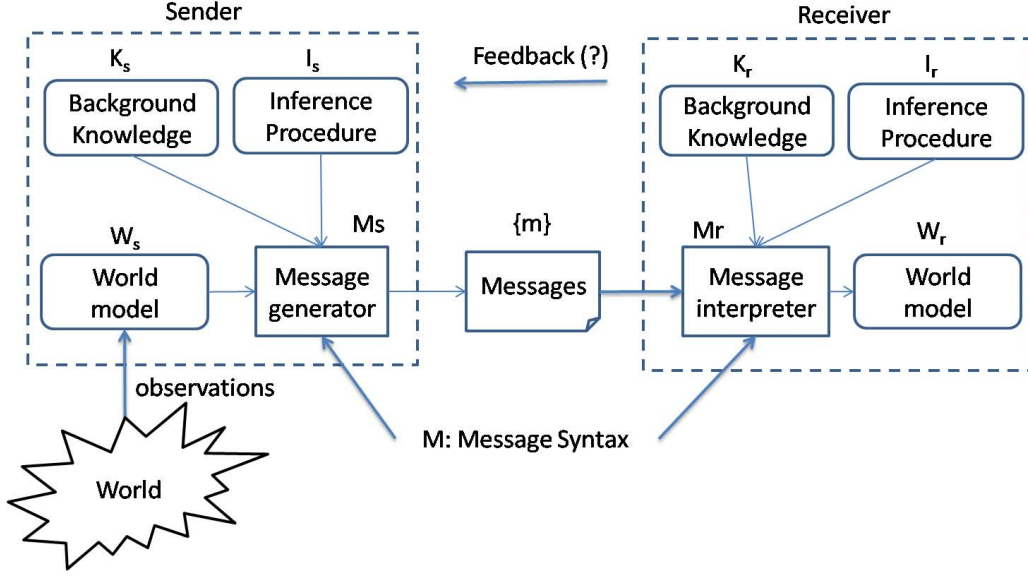 Sender
Receiver
Feedback (?)
Kₛ
Iₛ
Kᵣ
Iᵣ
Background
Knowledge
Inference
Procedure
Background
Knowledge
Inference
Procedure
Wₛ
Ms
{m}
Mr
Wᵣ
World
model
Message
generator
Messages
Message
interpreter
World
model
observations
M: Message Syntax
World